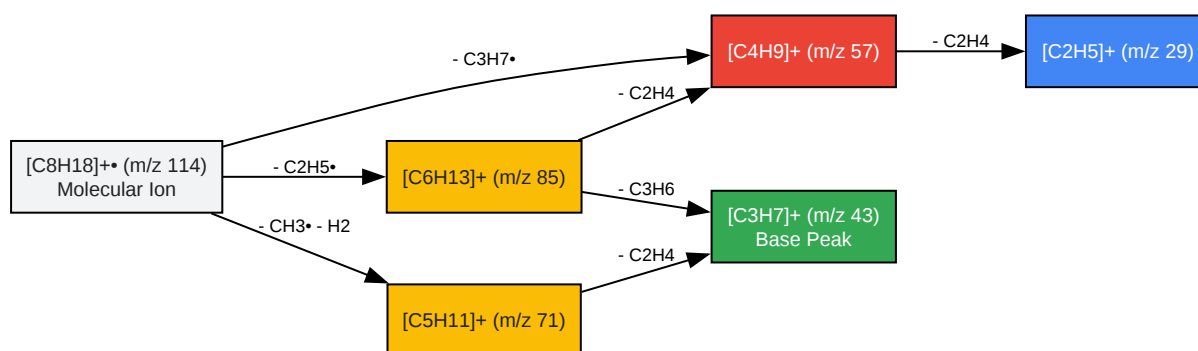 [C4H9]+ (m/z 57)
- C2H4
[C2H5]+ (m/z 29)
- C3H7•
- C2H4
[C8H18]+• (m/z 114)
Molecular Ion
- C2H5•
[C6H13]+ (m/z 85)
- C3H6
[C3H7]+ (m/z 43)
Base Peak
- CH3• - H2
- C2H4
[C5H11]+ (m/z 71)